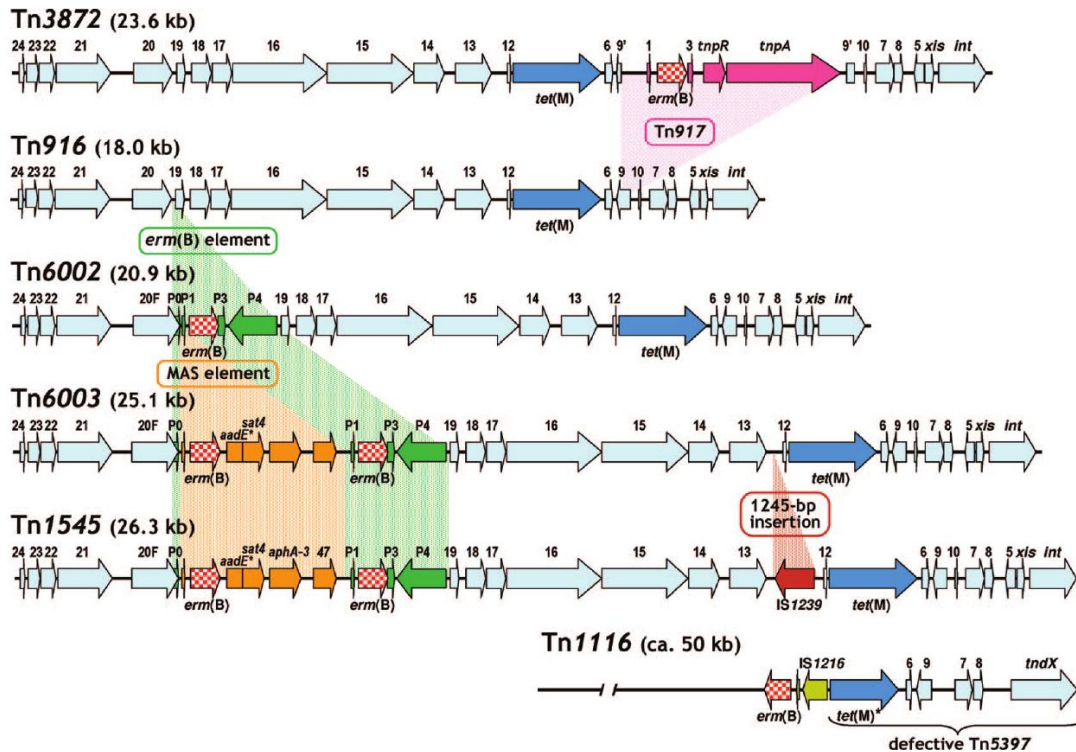 Tn3872 (23.6 kb)
24 23 22 21 20 19 18 17 16 15 14 13 12 6 9' 1 3 tnpR tnpA 9' 10 7 8 5 xis int
tet(M) erm(B)
Tn917
Tn916 (18.0 kb)
24 23 22 21 20 19 18 17 16 15 14 13 12 6 9 10 7 8 5 xis int
tet(M)
erm(B) element
Tn6002 (20.9 kb)
24 23 22 21 20F P0 P1 P3 P4 19 18 17 16 15 14 13 12 6 9 10 7 8 5 xis int
erm(B) tet(M)
MAS element
Tn6003 (25.1 kb)
24 23 22 21 20F P0 aadE* sat4 P1 P3 P4 19 18 17 16 15 14 13 12 6 9 10 7 8 5 xis int
erm(B) erm(B) tet(M)
1245-bp
insertion
Tn1545 (26.3 kb)
24 23 22 21 20F P0 aadE* sat4 aphA-3 47 P1 P3 P4 19 18 17 16 15 14 13 12 6 9 10 7 8 5 xis int
erm(B) erm(B) IS1239 tet(M)
Tn1116 (ca. 50 kb)
IS1216 6 9 7 8 tndX
erm(B) tet(M)*
defective Tn5397